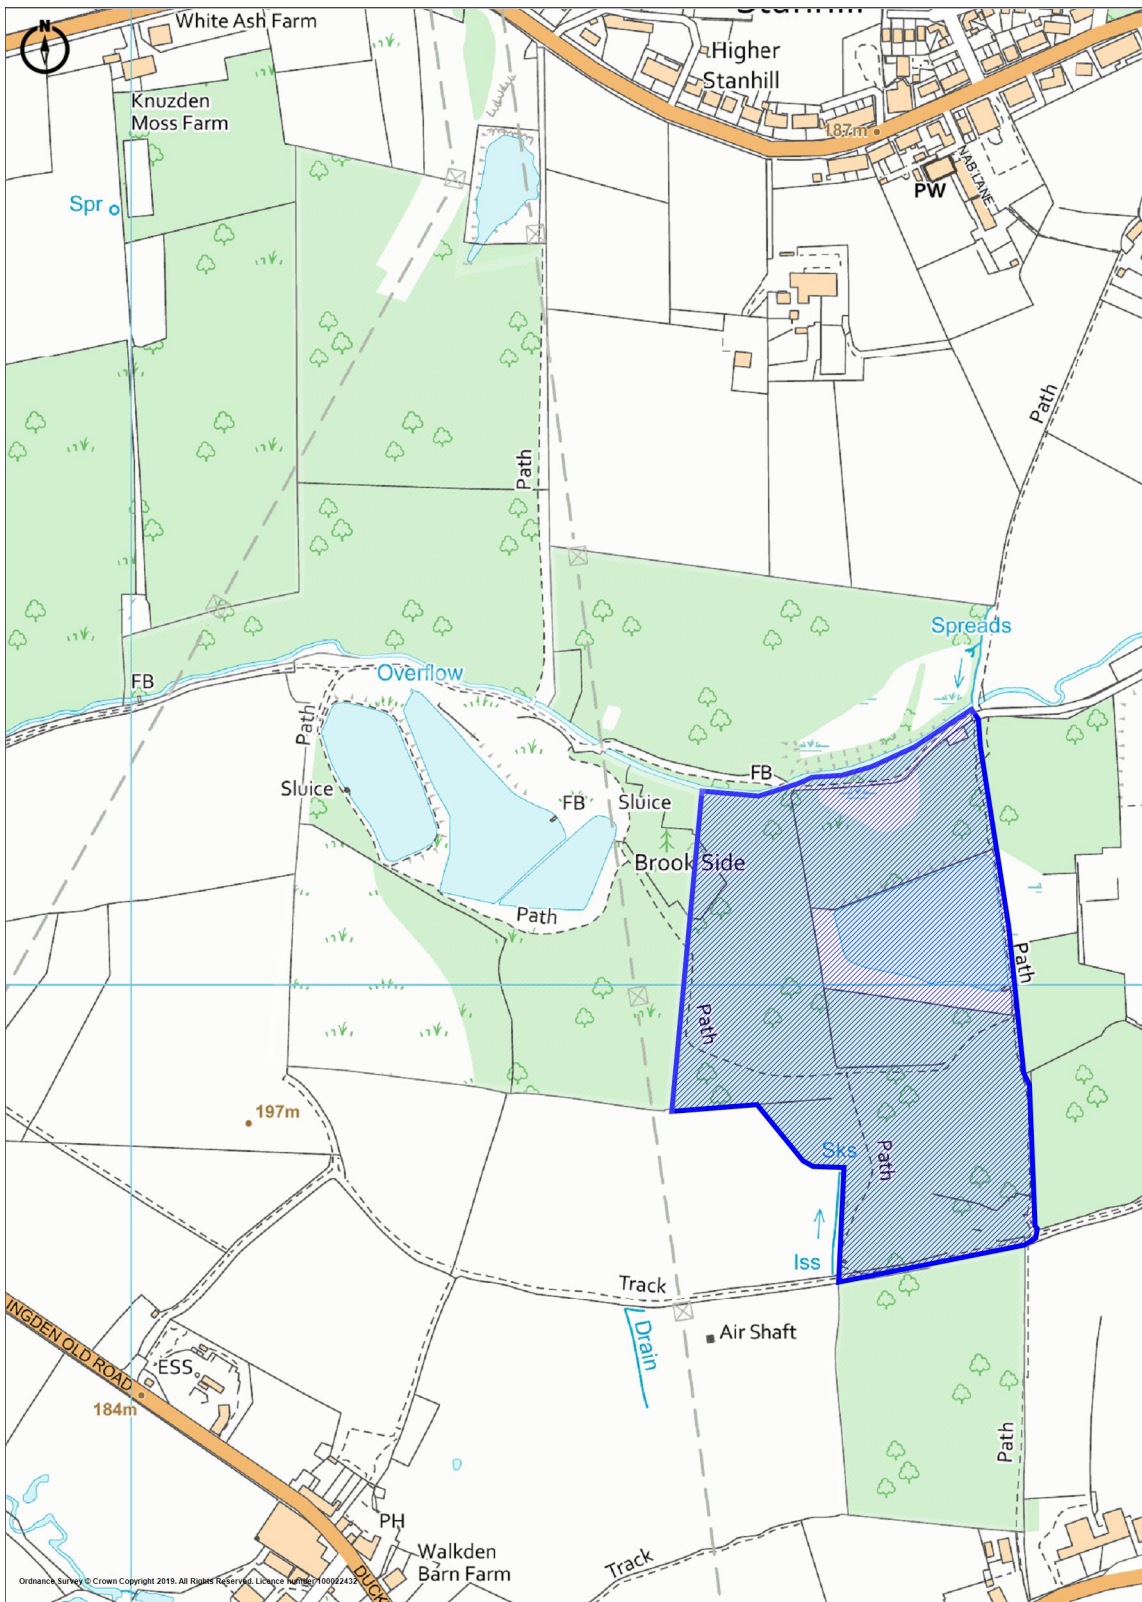 White Ash Farm
Stanhill
N
Higher
Stanhill
Knuzden
Moss Farm
187m
NAB LANE
PW
Spr
Path
Path
Spreads
Overflow
FB
Path
Sluice
FB
FB
Sluice
Brook Side
Path
Path
Path
197m
Sks
Path
Iss
Track
Drain
Air Shaft
INGDEN OLD ROAD
ESS
184m
Path
PH
Walkden
Barn Farm
Track
DUCK
Ordnance Survey © Crown Copyright 2019. All Rights Reserved. Licence number 100022432